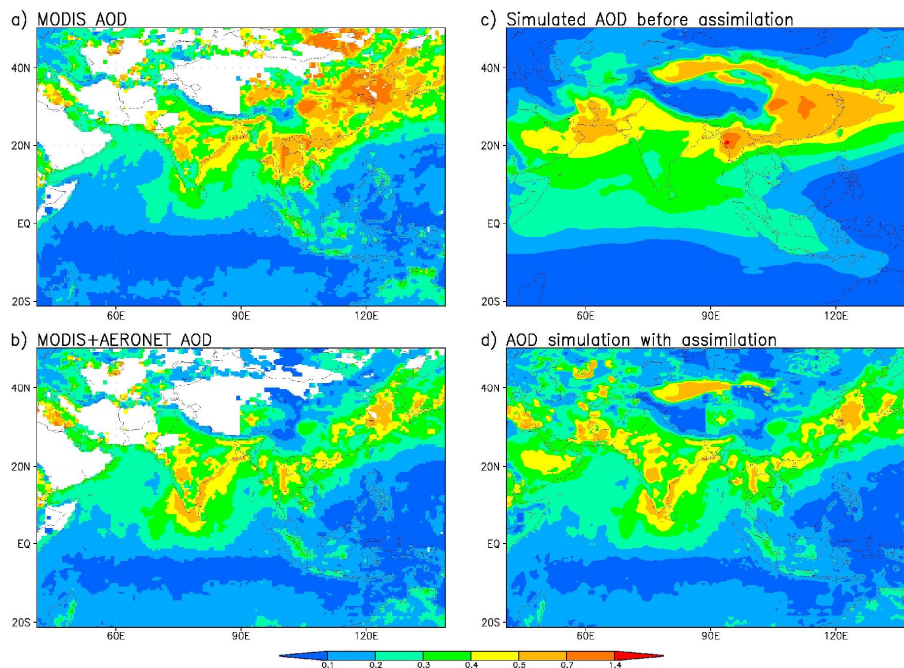 a) MODIS AOD
40N
20N
EQ
20S
60E 90E 120E
c) Simulated AOD before assimilation
40N
20N
EQ
20S
60E 90E 120E
b) MODIS+AERONET AOD
40N
20N
EQ
20S
60E 90E 120E
d) AOD simulation with assimilation
40N
20N
EQ
20S
60E 90E 120E
0.1 0.2 0.3 0.4 0.5 0.7 1.4